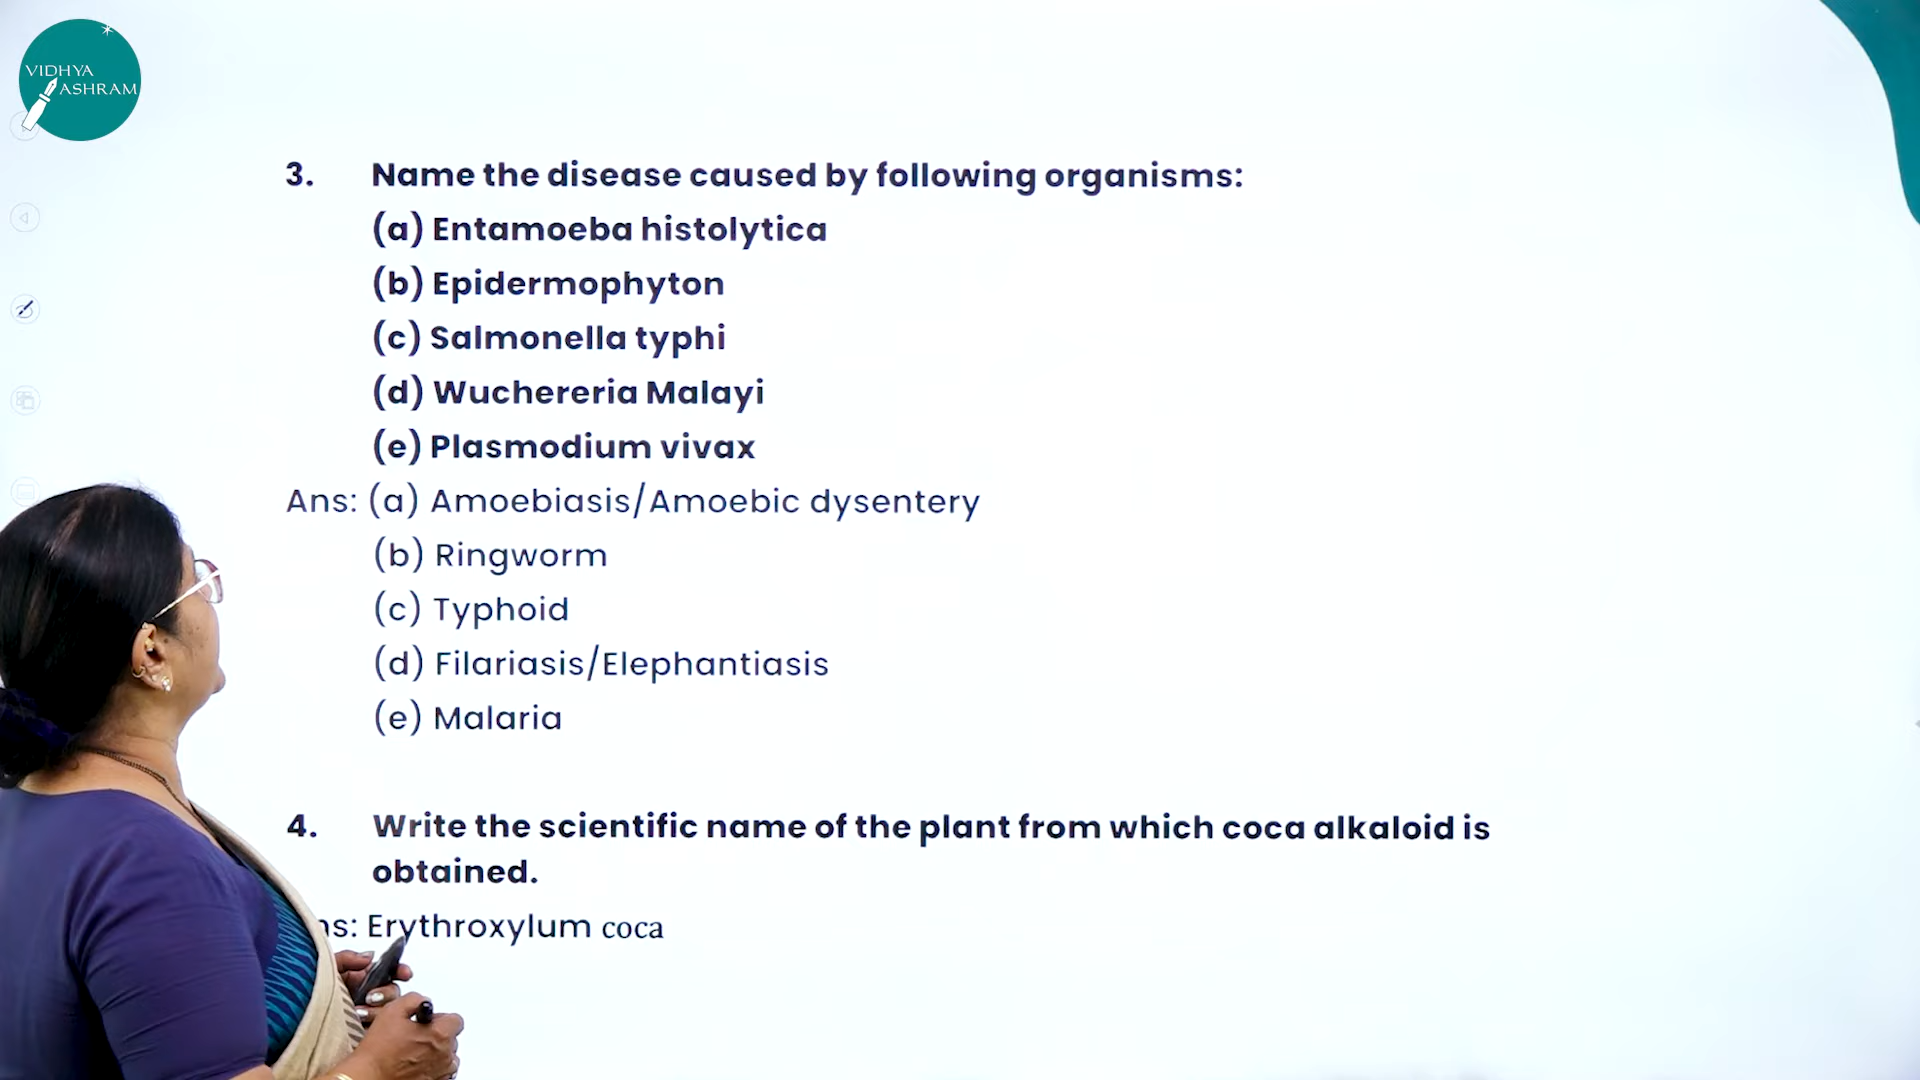 VIDHYA
ASHRAM
3. Name the disease caused by following organisms:
(a) Entamoeba histolytica
(b) Epidermophyton
(c) Salmonella typhi
(d) Wuchereria Malayi
(e) Plasmodium vivax
Ans: (a) Amoebiasis/Amoebic dysentery
(b) Ringworm
(c) Typhoid
(d) Filariasis/Elephantiasis
(e) Malaria
4. Write the scientific name of the plant from which coca alkaloid is
obtained.
ns: Erythroxylum coca